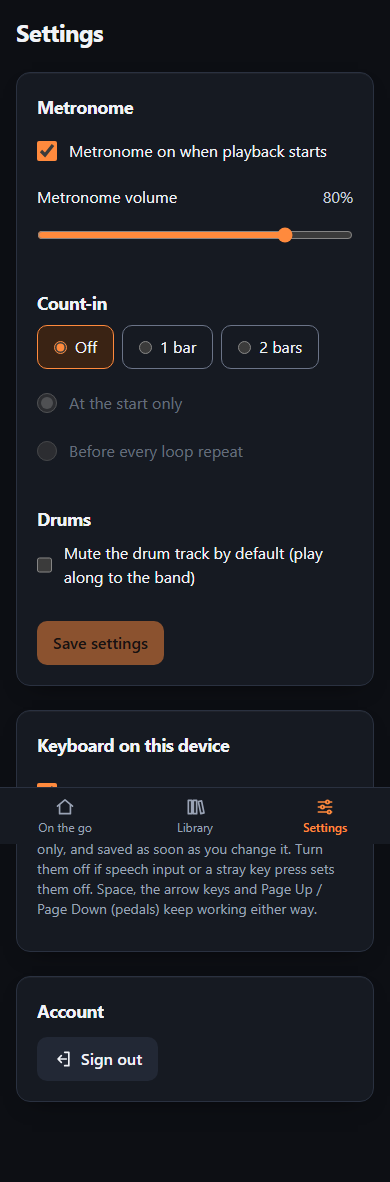 Settings
Metronome
Metronome on when playback starts
Metronome volume 80%
Count-in
Off 1 bar 2 bars
At the start only
Before every loop repeat
Drums
Mute the drum track by default (play
along to the band)
Save settings
Keyboard on this device
On the go Library Settings
only, and saved as soon as you change it. Turn
them off if speech input or a stray key press sets
them off. Space, the arrow keys and Page Up /
Page Down (pedals) keep working either way.
Account
Sign out